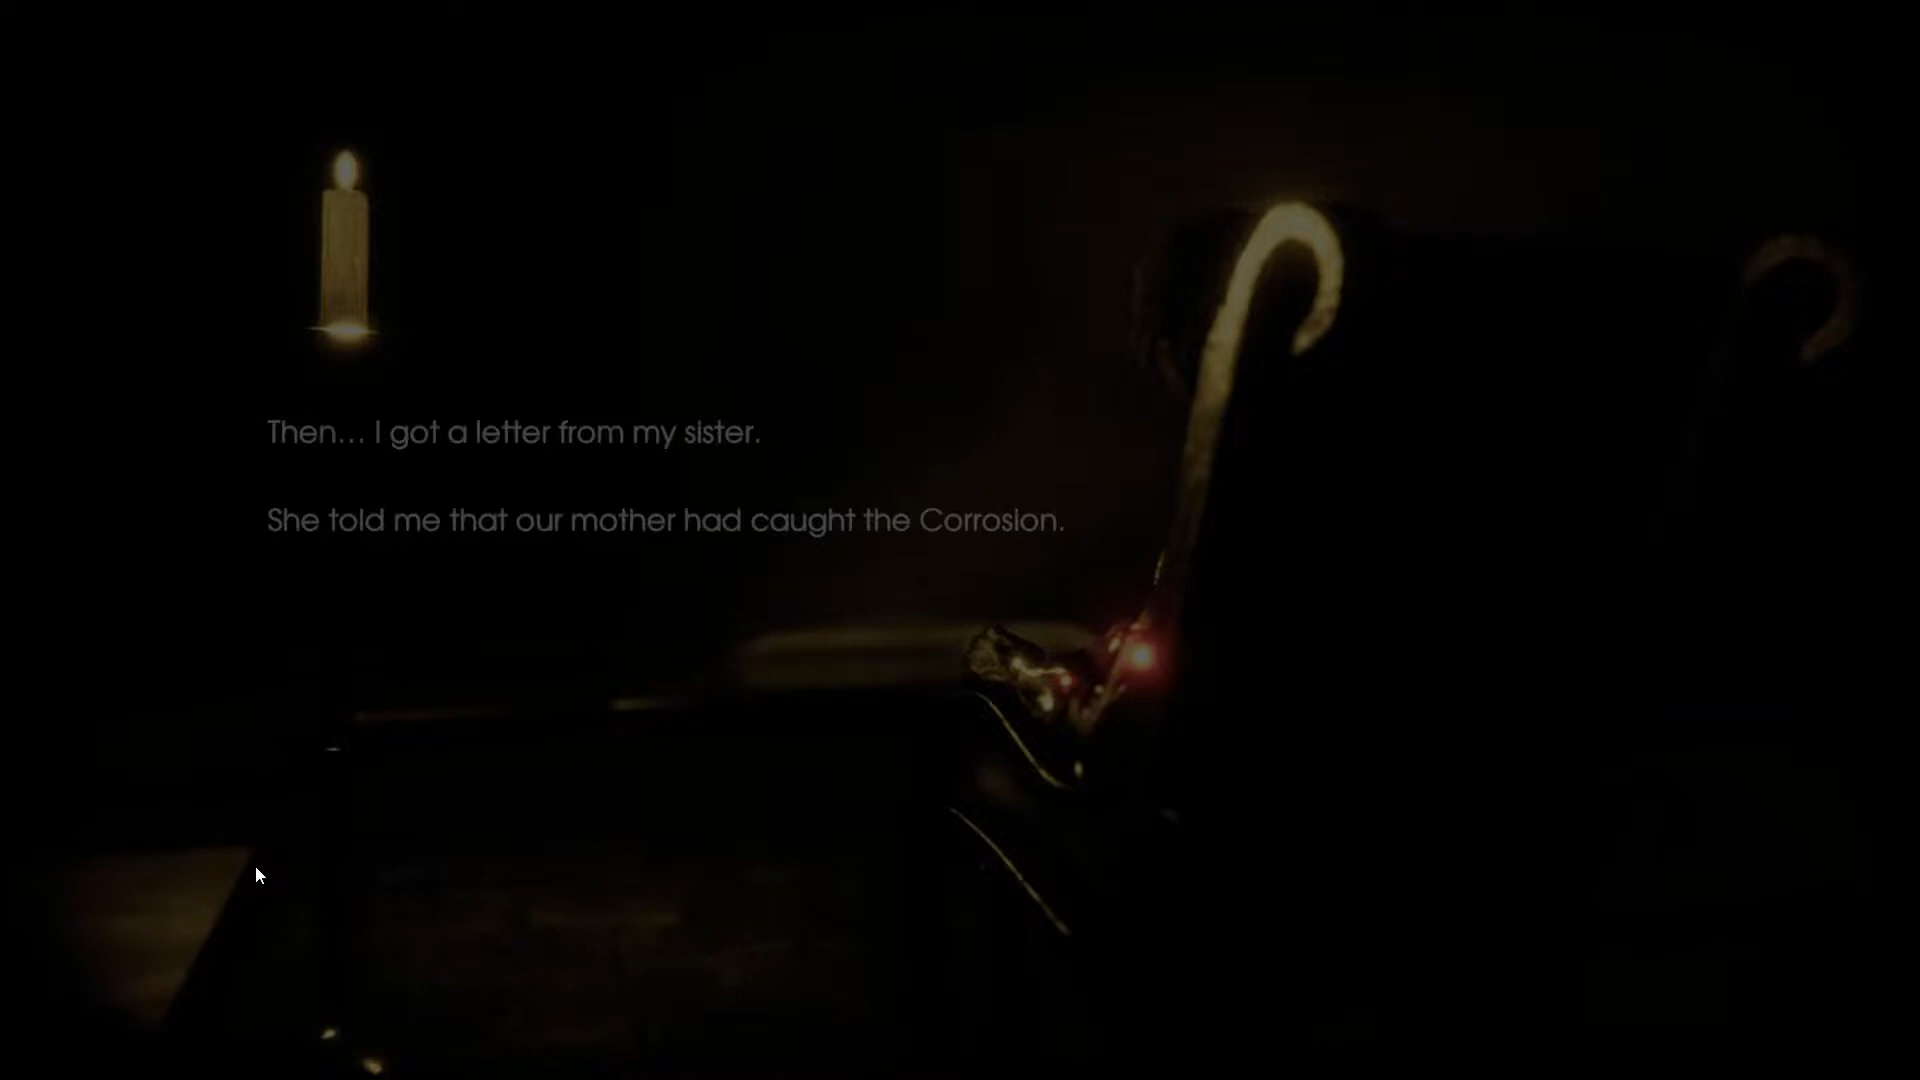 Then... I got a letter from my sister.
She told me that our mother had caught the Corrosion.